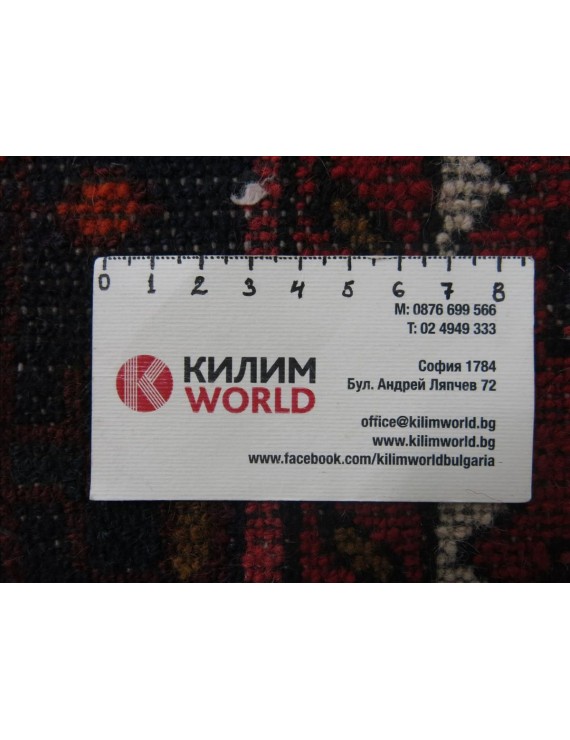 0 1 2 3 4 5 6 7 8
M: 0876 699 566
T: 02 4949 333
КИЛИМ
WORLD
София 1784
Бул. Андрей Ляпчев 72
office@kilimworld.bg
www.kilimworld.bg
www.facebook.com/kilimworldbulgaria